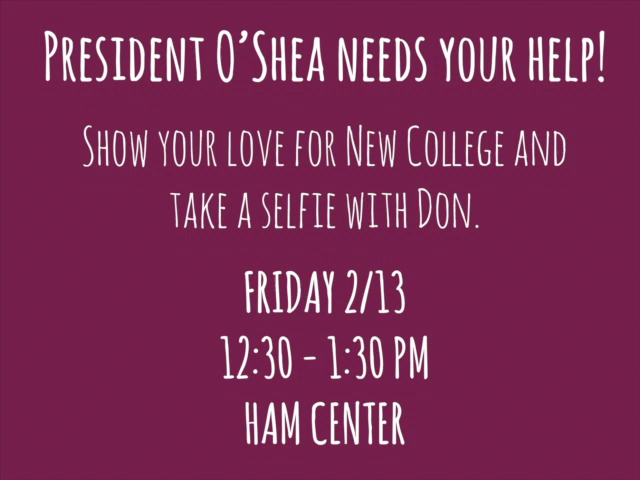 President O'Shea needs your help!
Show your love for New College and
take a selfie with Don.
Friday 2/13
12:30 - 1:30 PM
Ham Center